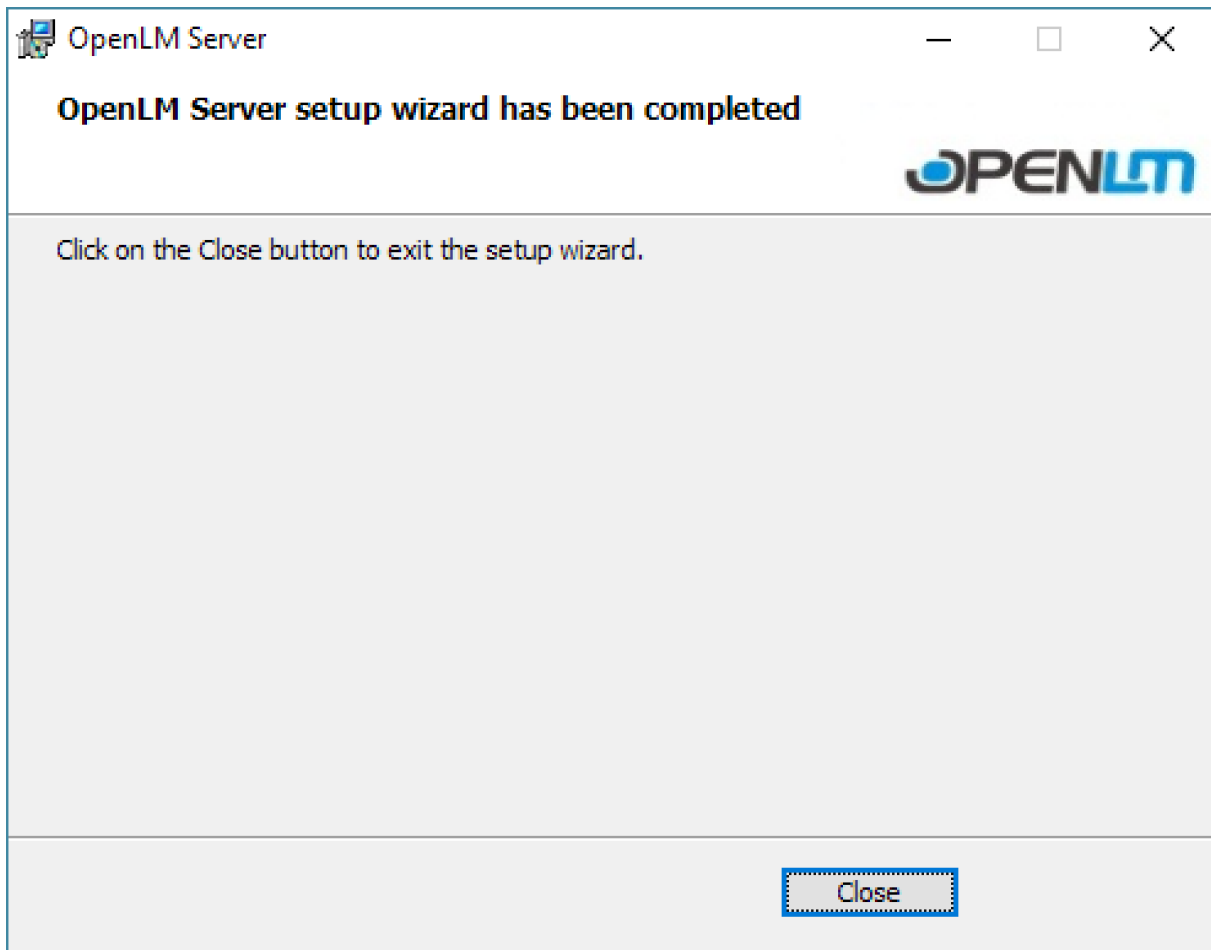 OpenLM Server
OpenLM Server setup wizard has been completed
OPENLM
Click on the Close button to exit the setup wizard.
Close